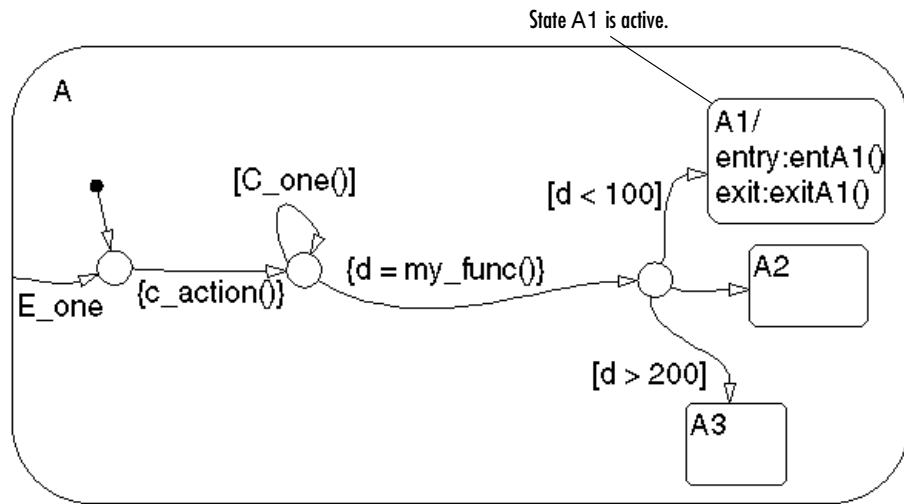 State A1 is active.
A
A1/
entry:entA1()
exit:exitA1()
[C_one()]
[d < 100]
{d = my_func()}
A2
E_one
{c_action()}
[d > 200]
A3